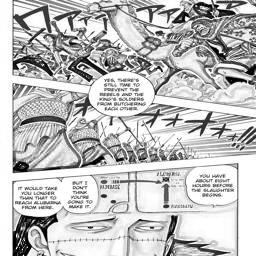 YES, THERE'S
STILL TIME TO
PREVENT THE
REBELS AND THE
KING'S SOLDIERS
FROM BUTCHERING
EACH OTHER.
IT WOULD TAKE
YOU LONGER
THAN THAT TO
REACH ALUBARNA
FROM HERE.
BUT I
DON'T
THINK
YOU'RE
GOING TO
MAKE IT.
YOU HAVE
ABOUT EIGHT
HOURS BEFORE
THE SLAUGHTER
BEGINS.